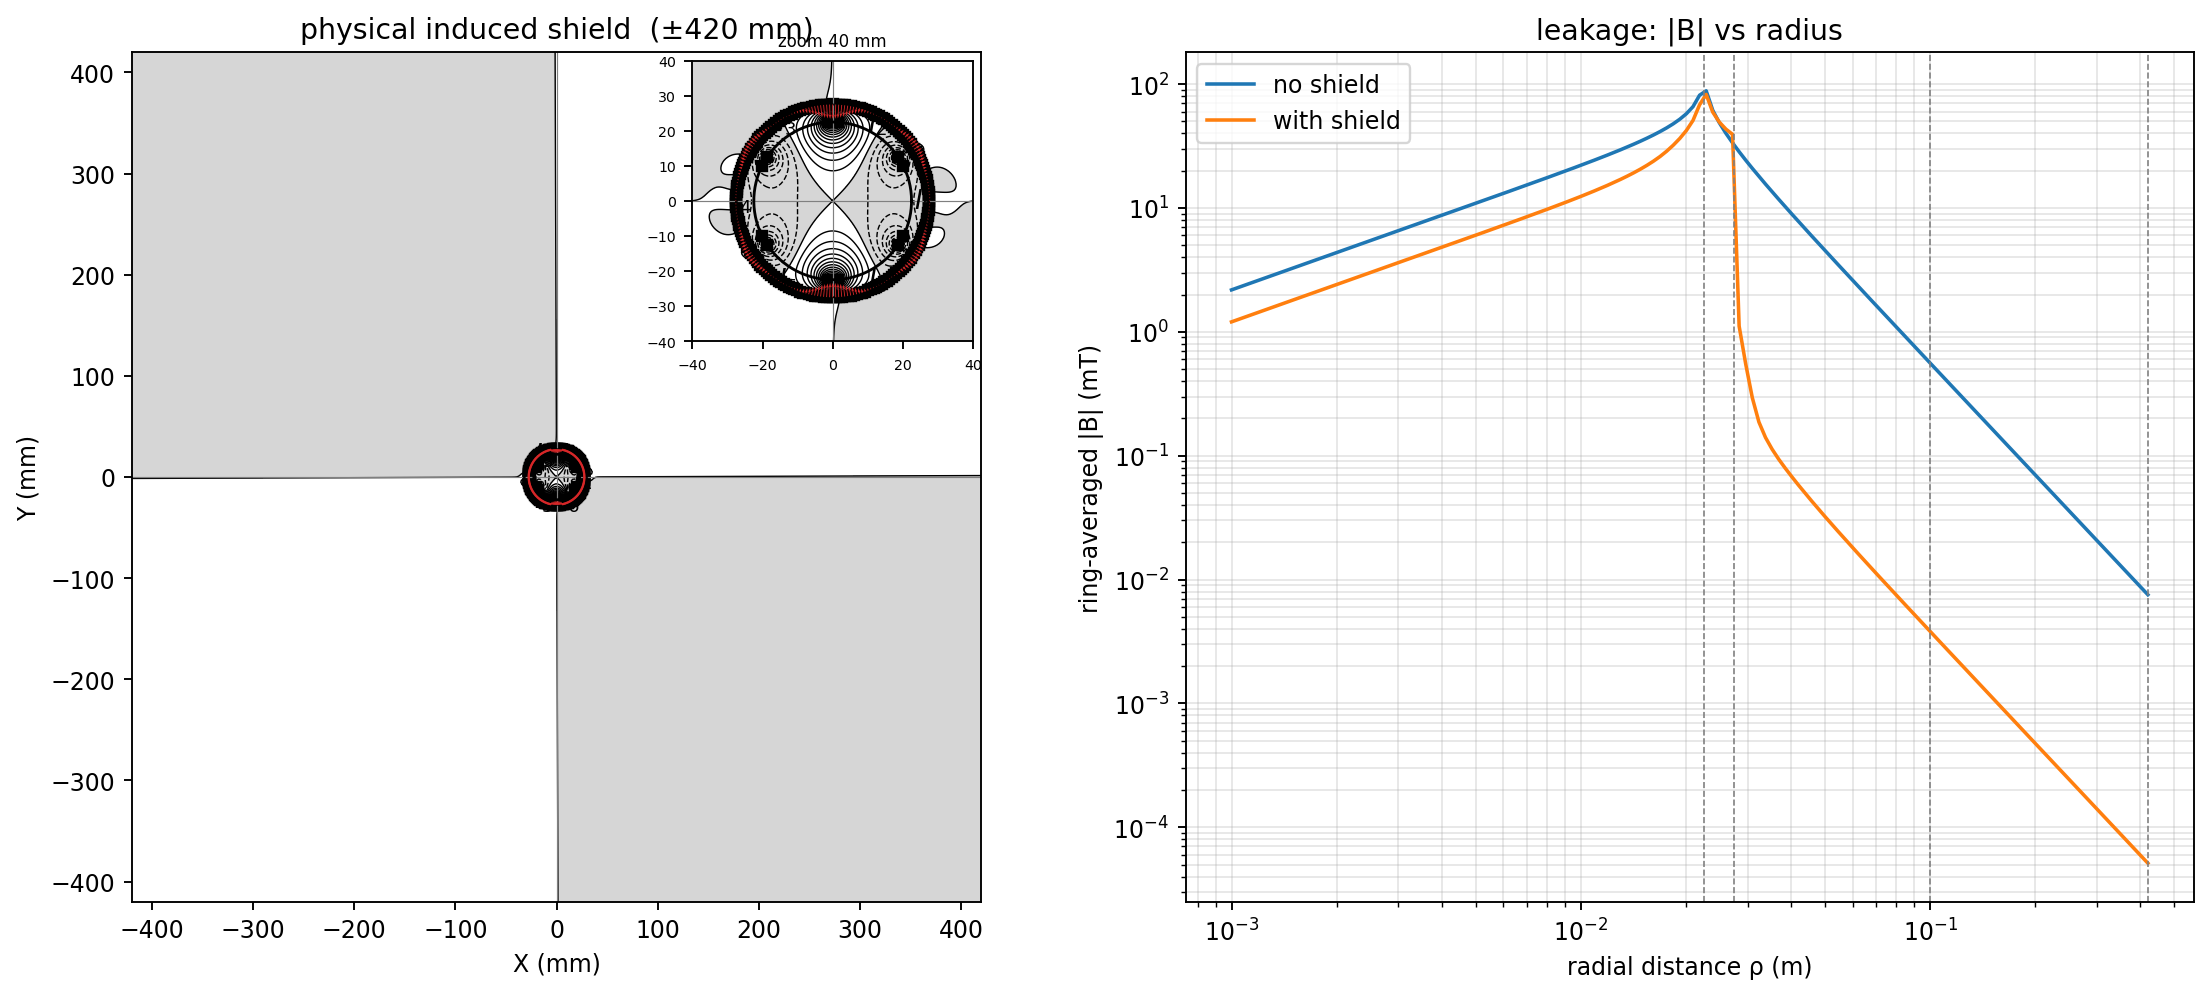 physical induced shield (±420 mm)
zoom 40 mm
40
30
20
10
0
−10
−20
−30
−40
−40 −20 0 20 40
400
300
200
100
0
−100
−200
−300
−400
Y (mm)
−400 −300 −200 −100 0 100 200 300 400
X (mm)
leakage: |B| vs radius
no shield
with shield
10²
10¹
10⁰
10⁻¹
10⁻²
10⁻³
10⁻⁴
ring-averaged |B| (mT)
10⁻³ 10⁻² 10⁻¹
radial distance ρ (m)